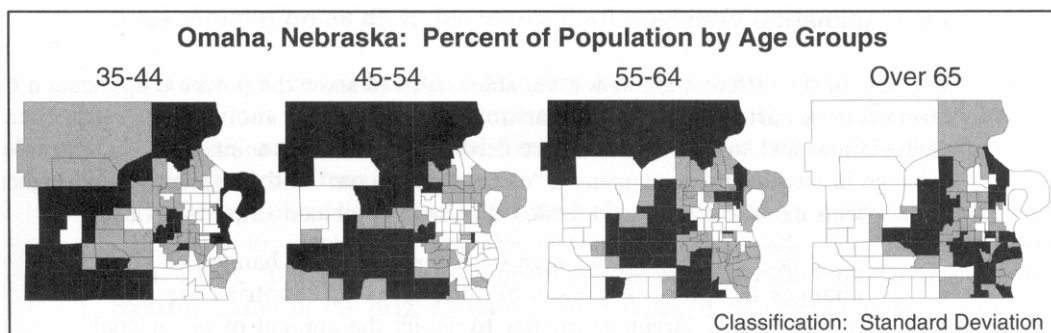 Omaha, Nebraska: Percent of Population by Age Groups
35-44 45-54 55-64 Over 65
Classification: Standard Deviation